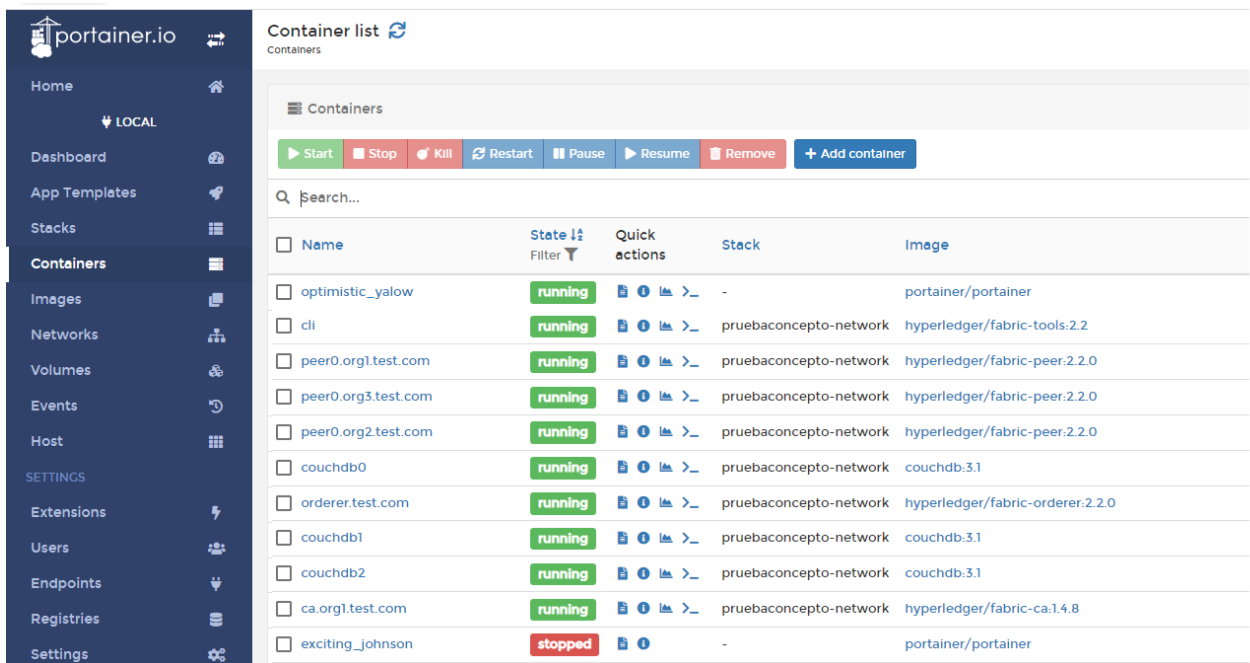 portainer.io
Home
LOCAL
Dashboard
App Templates
Stacks
Containers
Images
Networks
Volumes
Events
Host
SETTINGS
Extensions
Users
Endpoints
Registries
Settings
Container list
Containers
Containers
Start Stop Kill Restart Pause Resume Remove + Add container
Search...
Name State Filter Quick actions Stack Image
optimistic_yalow running - portainer/portainer
cli running pruebaconcepto-network hyperledger/fabric-tools:2.2
peer0.org1.test.com running pruebaconcepto-network hyperledger/fabric-peer:2.2.0
peer0.org3.test.com running pruebaconcepto-network hyperledger/fabric-peer:2.2.0
peer0.org2.test.com running pruebaconcepto-network hyperledger/fabric-peer:2.2.0
couchdb0 running pruebaconcepto-network couchdb:3.1
orderer.test.com running pruebaconcepto-network hyperledger/fabric-orderer:2.2.0
couchdb1 running pruebaconcepto-network couchdb:3.1
couchdb2 running pruebaconcepto-network couchdb:3.1
ca.org1.test.com running pruebaconcepto-network hyperledger/fabric-ca:1.4.8
exciting_johnson stopped - portainer/portainer